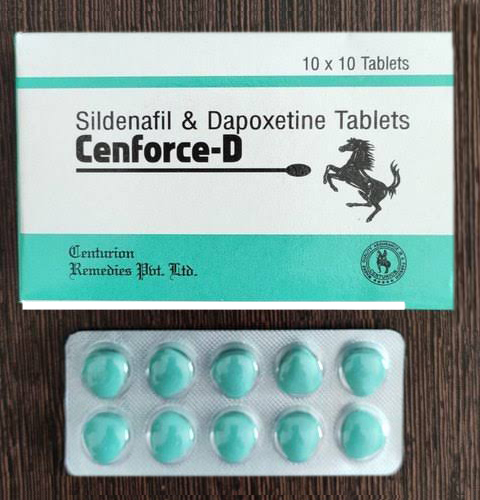 10 x 10 Tablets
Sildenafil & Dapoxetine Tablets
Cenforce-D
Centurion
Remedies Pvt. Ltd.